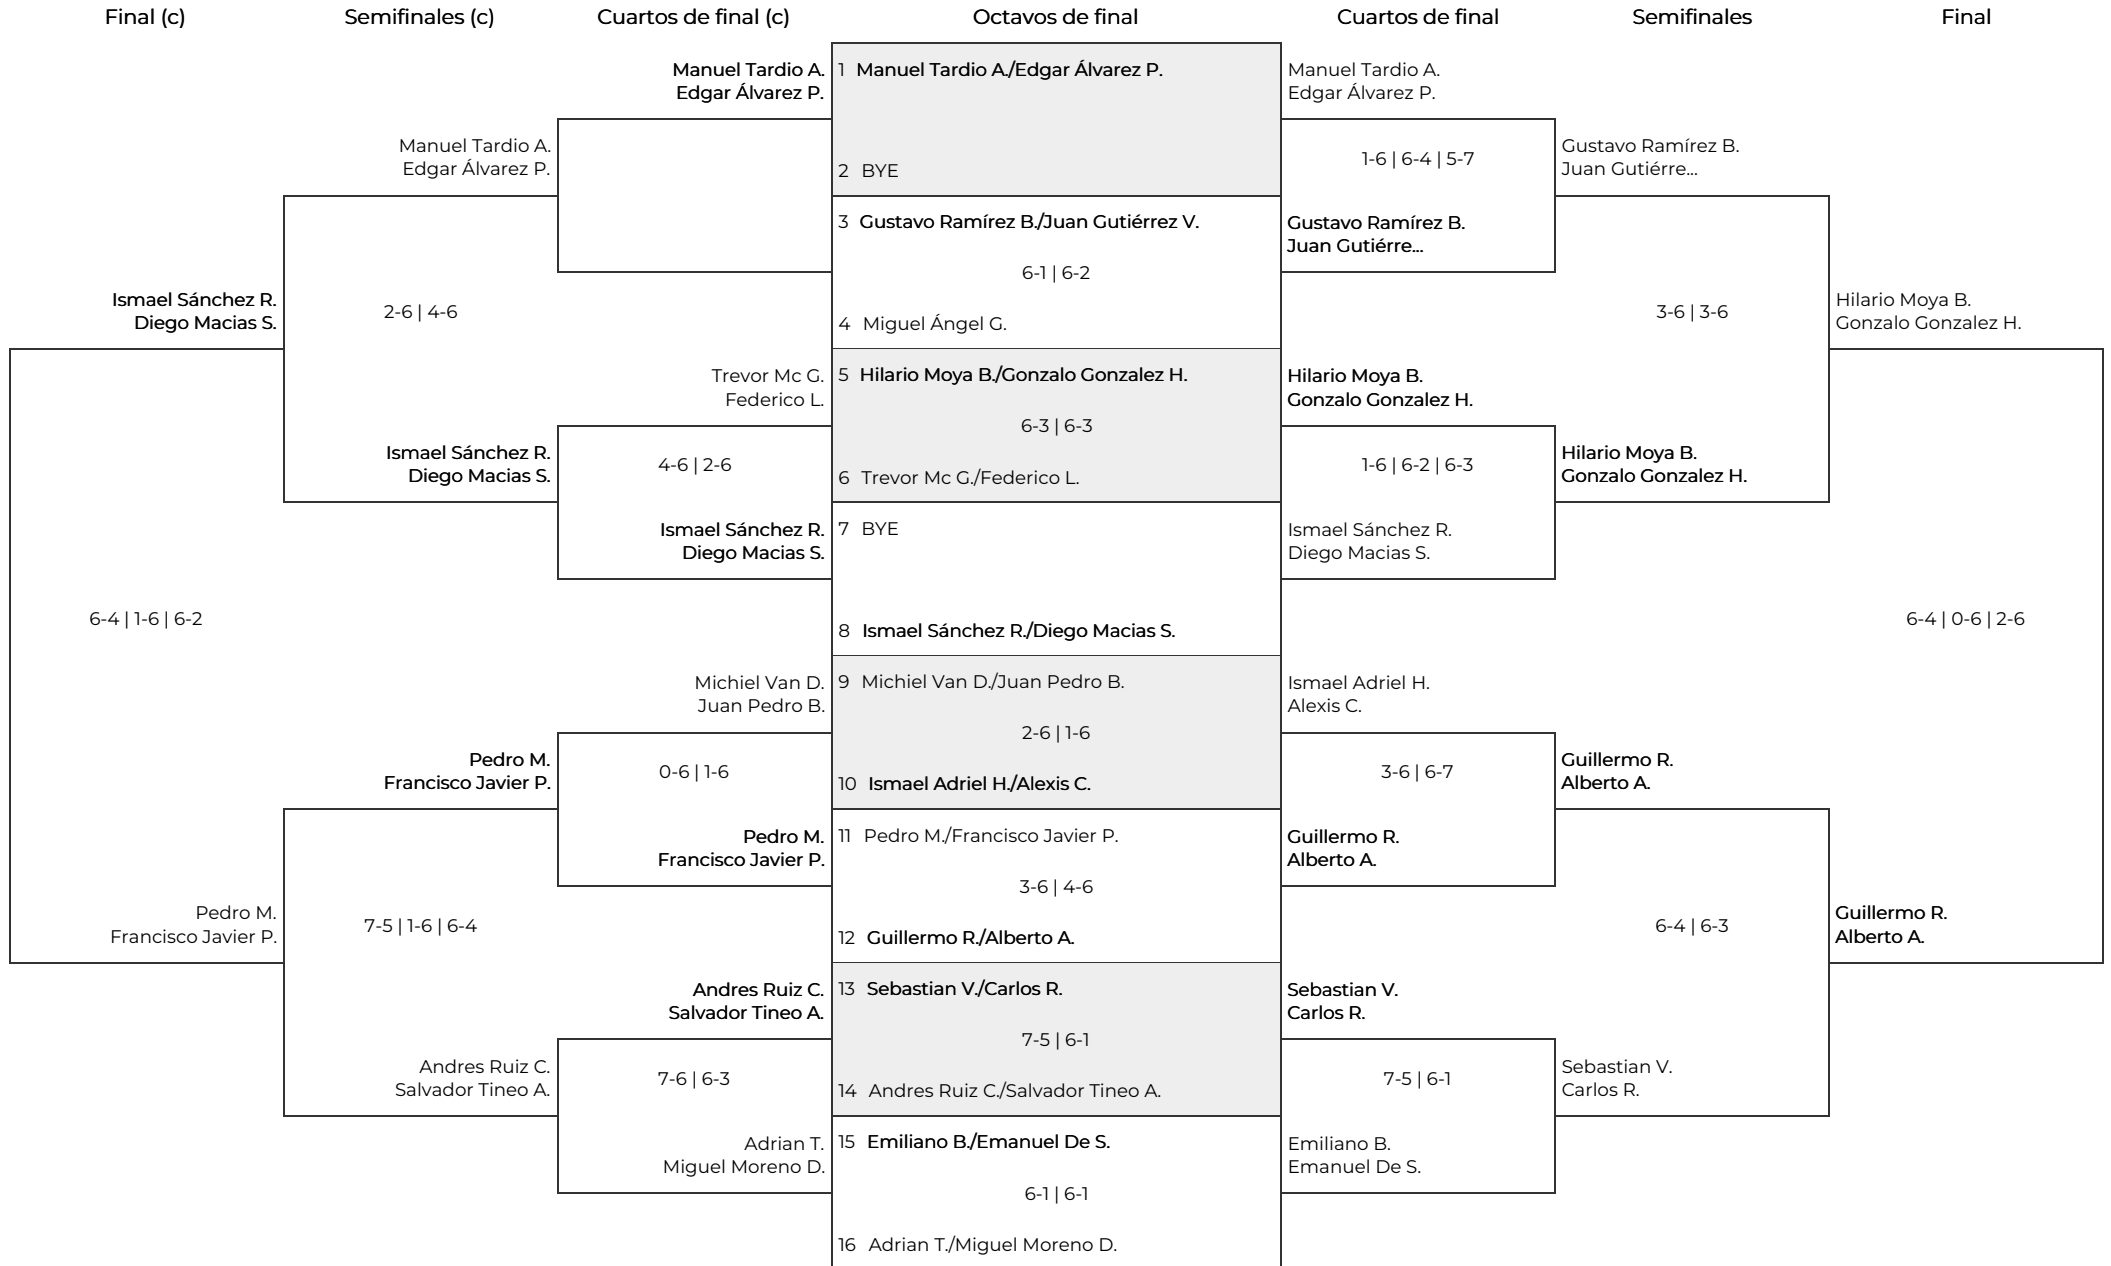 Final (c)
Semifinales (c)
Cuartos de final (c)
Octavos de final
Cuartos de final
Semifinales
Final
Ismael Sánchez R.
Diego Macias S.
6-4 | 1-6 | 6-2
Pedro M.
Francisco Javier P.
Manuel Tardio A.
Edgar Álvarez P.
2-6 | 4-6
Ismael Sánchez R.
Diego Macias S.
Pedro M.
Francisco Javier P.
7-5 | 1-6 | 6-4
Andres Ruiz C.
Salvador Tineo A.
Manuel Tardio A.
Edgar Álvarez P.
Trevor Mc G.
Federico L.
4-6 | 2-6
Ismael Sánchez R.
Diego Macias S.
Michiel Van D.
Juan Pedro B.
0-6 | 1-6
Pedro M.
Francisco Javier P.
Andres Ruiz C.
Salvador Tineo A.
7-6 | 6-3
Adrian T.
Miguel Moreno D.
1 Manuel Tardio A./Edgar Álvarez P.
2 BYE
3 Gustavo Ramírez B./Juan Gutiérrez V.
6-1 | 6-2
4 Miguel Ángel G.
5 Hilario Moya B./Gonzalo Gonzalez H.
6-3 | 6-3
6 Trevor Mc G./Federico L.
7 BYE
8 Ismael Sánchez R./Diego Macias S.
9 Michiel Van D./Juan Pedro B.
2-6 | 1-6
10 Ismael Adriel H./Alexis C.
11 Pedro M./Francisco Javier P.
3-6 | 4-6
12 Guillermo R./Alberto A.
13 Sebastian V./Carlos R.
7-5 | 6-1
14 Andres Ruiz C./Salvador Tineo A.
15 Emiliano B./Emanuel De S.
6-1 | 6-1
16 Adrian T./Miguel Moreno D.
Manuel Tardio A.
Edgar Álvarez P.
1-6 | 6-4 | 5-7
Gustavo Ramírez B.
Juan Gutiérre...
Hilario Moya B.
Gonzalo Gonzalez H.
1-6 | 6-2 | 6-3
Ismael Sánchez R.
Diego Macias S.
Ismael Adriel H.
Alexis C.
3-6 | 6-7
Guillermo R.
Alberto A.
Sebastian V.
Carlos R.
7-5 | 6-1
Emiliano B.
Emanuel De S.
Gustavo Ramírez B.
Juan Gutiérre...
3-6 | 3-6
Hilario Moya B.
Gonzalo Gonzalez H.
Guillermo R.
Alberto A.
6-4 | 6-3
Sebastian V.
Carlos R.
Hilario Moya B.
Gonzalo Gonzalez H.
6-4 | 0-6 | 2-6
Guillermo R.
Alberto A.